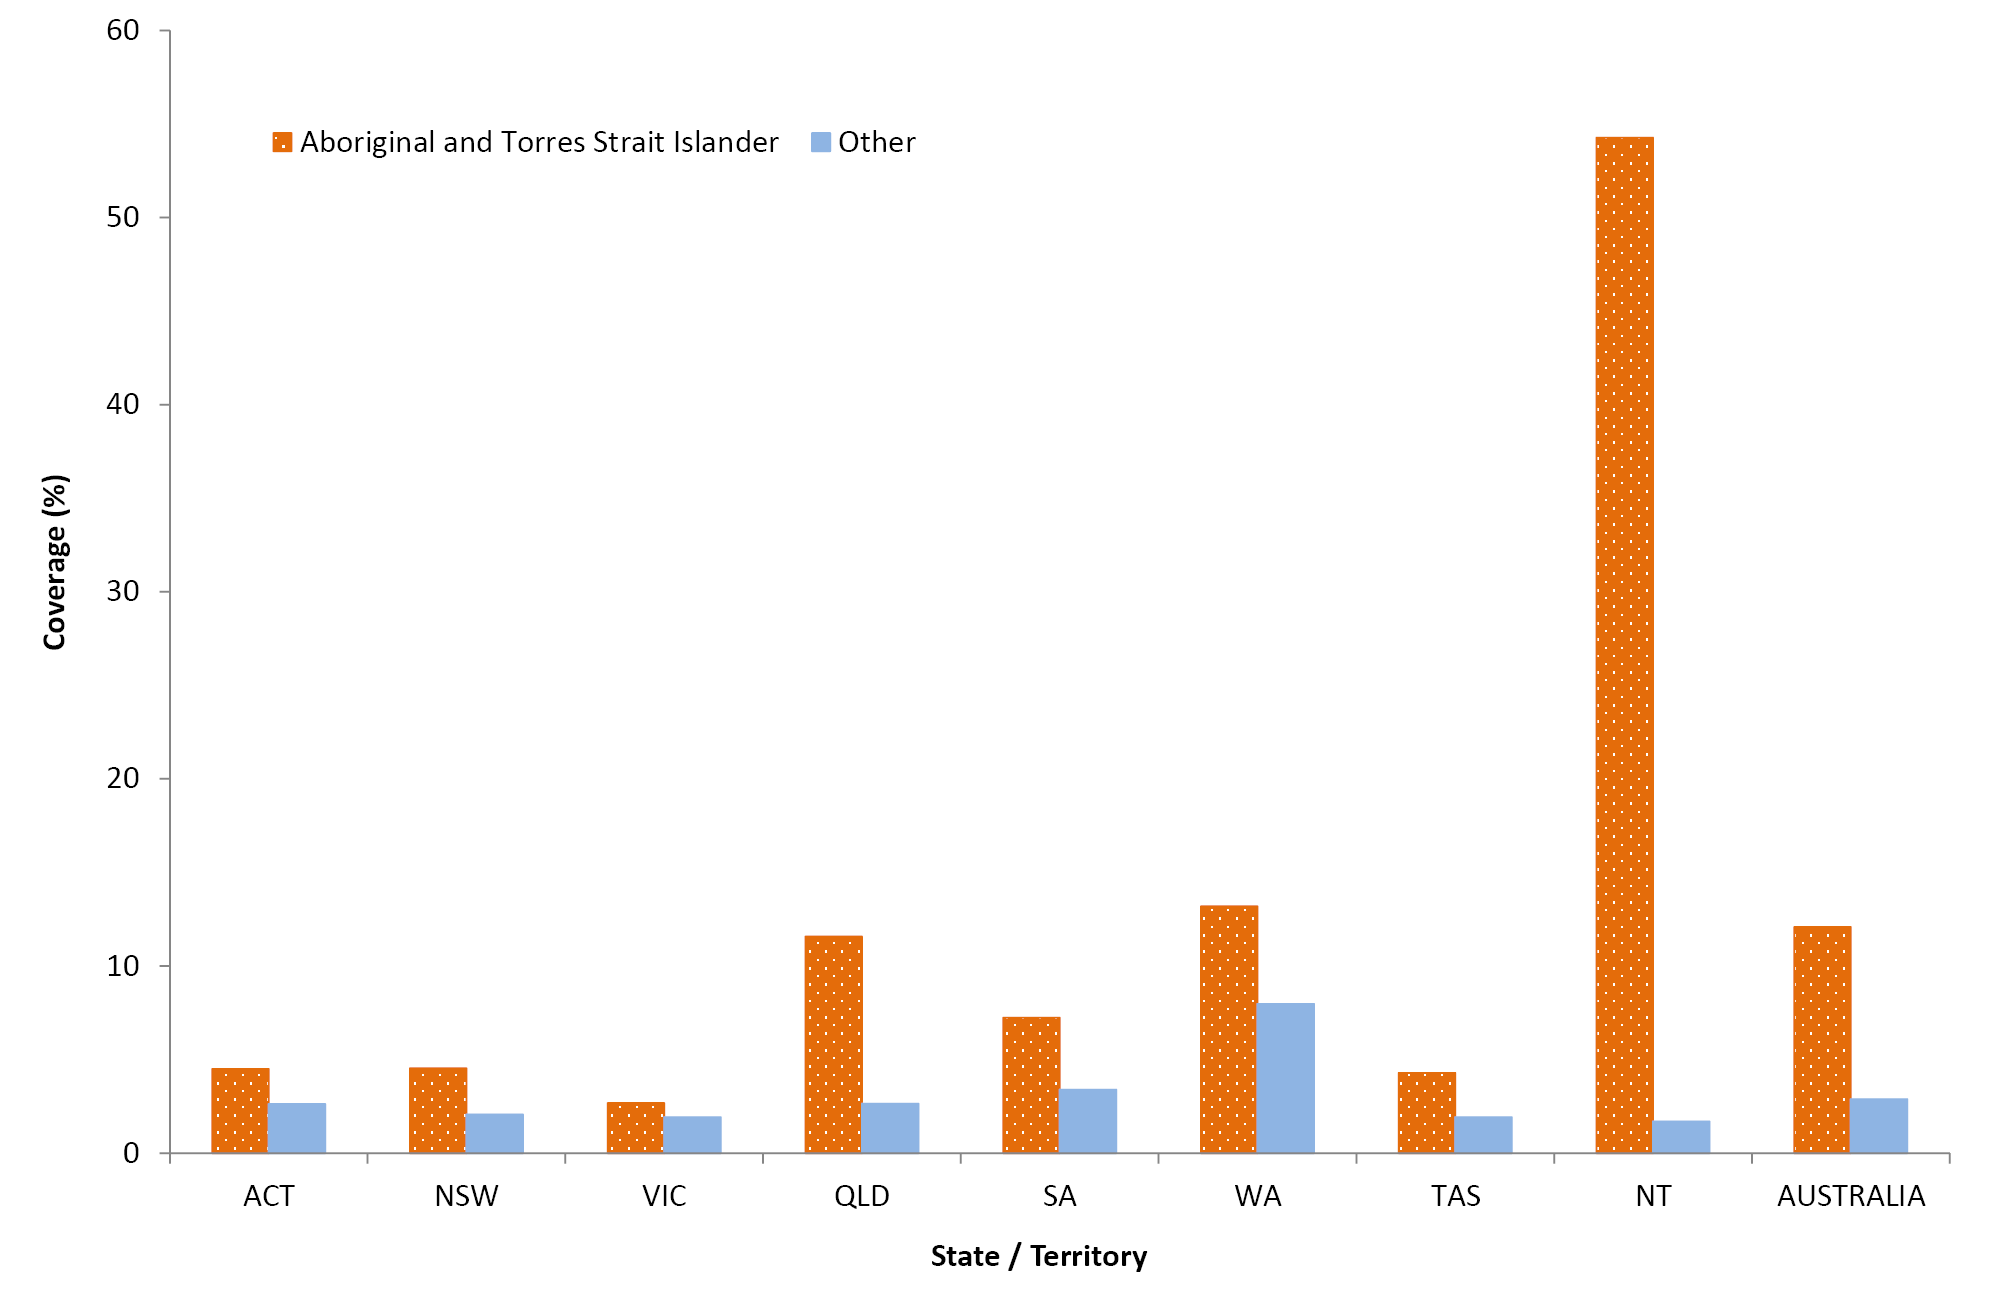 60
Aboriginal and Torres Strait Islander Other
50
40
30
20
10
0
Coverage (%)
ACT NSW VIC QLD SA WA TAS NT AUSTRALIA
State / Territory